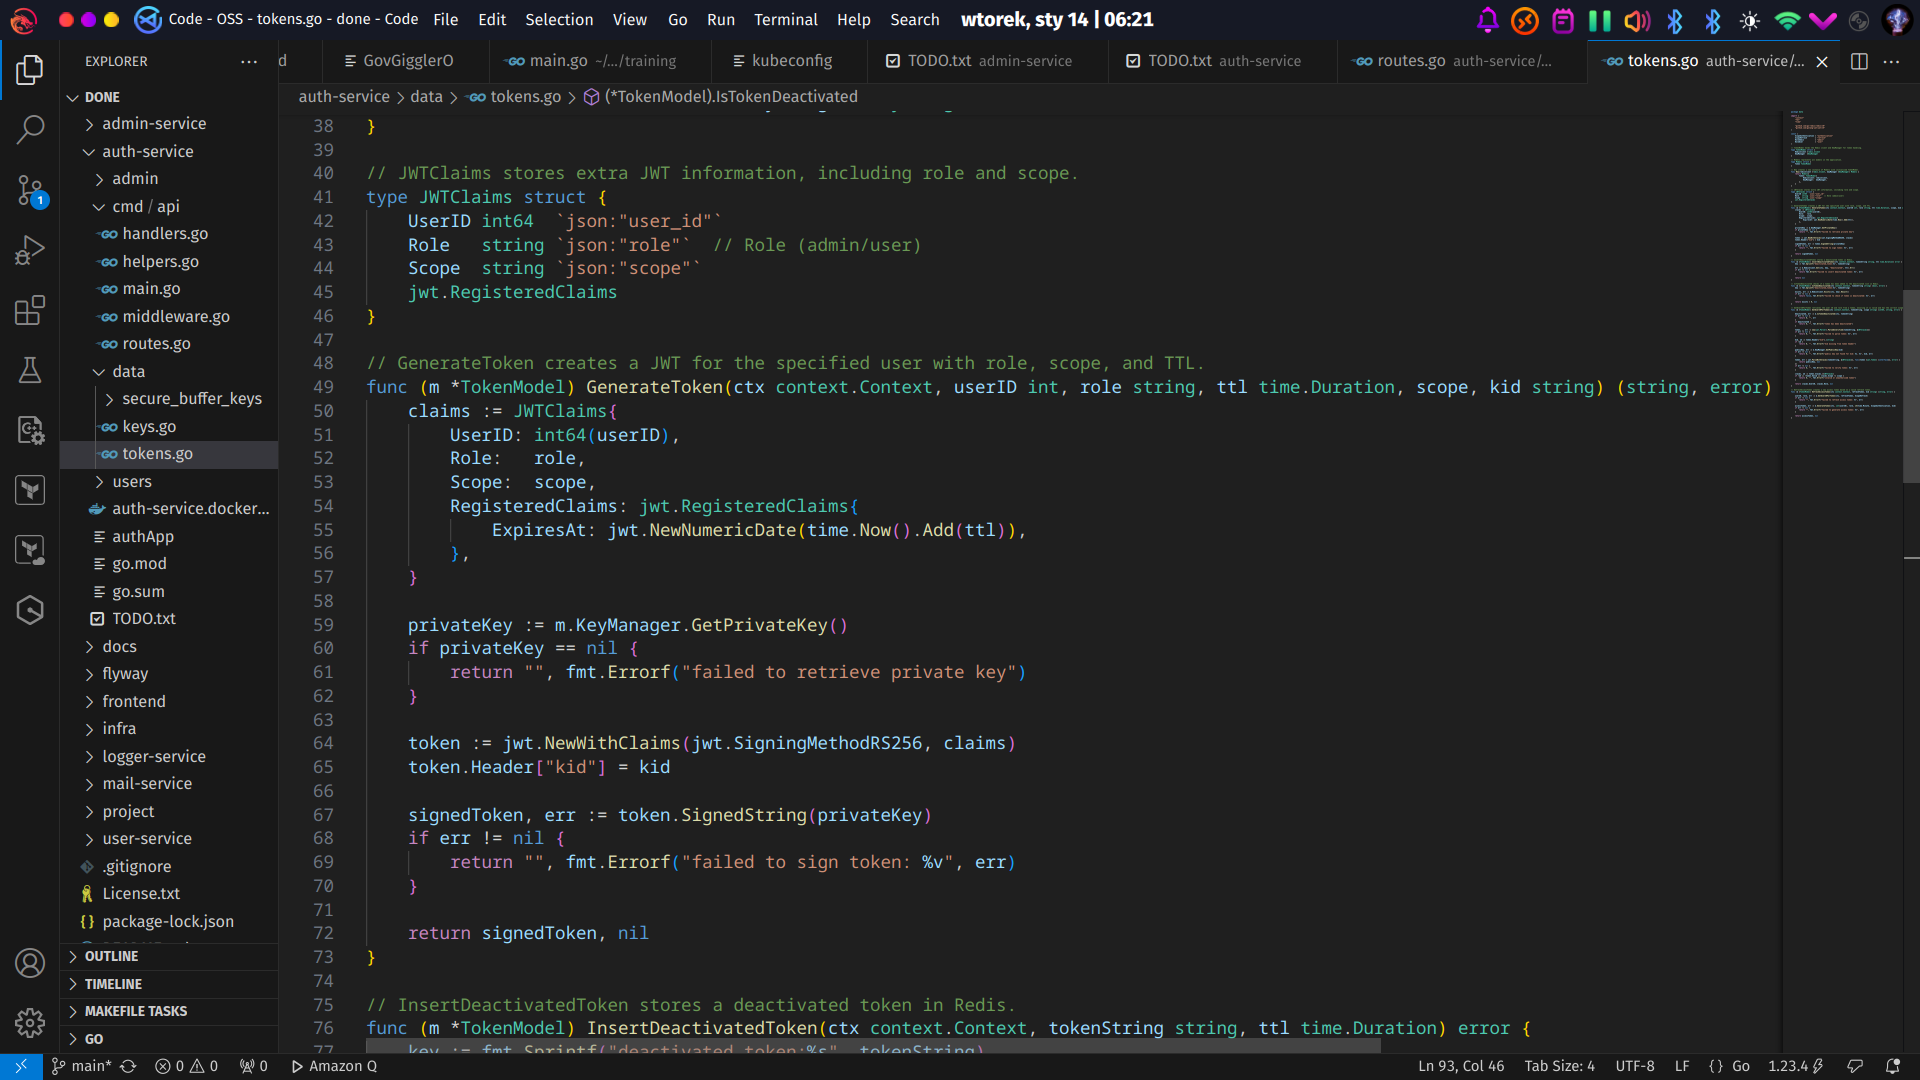 Code - OSS - tokens.go - done - Code File Edit Selection View Go Run Terminal Help Search wtorek, sty 14 | 06:21
EXPLORER
d GovGigglerO main.go ~/.../training kubeconfig TODO.txt admin-service TODO.txt auth-service routes.go auth-service/... tokens.go auth-service/...
auth-service > data > tokens.go > (*TokenModel).IsTokenDeactivated
DONE
admin-service
auth-service
admin
cmd / api
handlers.go
helpers.go
main.go
middleware.go
routes.go
data
secure_buffer_keys
keys.go
tokens.go
users
auth-service.docker...
authApp
go.mod
go.sum
TODO.txt
docs
flyway
frontend
infra
logger-service
mail-service
project
user-service
.gitignore
License.txt
package-lock.json
OUTLINE
TIMELINE
MAKEFILE TASKS
GO
1
38 }
39
40 // JWTClaims stores extra JWT information, including role and scope.
41 type JWTClaims struct {
42 UserID int64 `json:"user_id"`
43 Role string `json:"role"` // Role (admin/user)
44 Scope string `json:"scope"`
45 jwt.RegisteredClaims
46 }
47
48 // GenerateToken creates a JWT for the specified user with role, scope, and TTL.
49 func (m *TokenModel) GenerateToken(ctx context.Context, userID int, role string, ttl time.Duration, scope, kid string) (string, error)
50 claims := JWTClaims{
51 UserID: int64(userID),
52 Role: role,
53 Scope: scope,
54 RegisteredClaims: jwt.RegisteredClaims{
55 ExpiresAt: jwt.NewNumericDate(time.Now().Add(ttl)),
56 },
57 }
58
59 privateKey := m.KeyManager.GetPrivateKey()
60 if privateKey == nil {
61 return "", fmt.Errorf("failed to retrieve private key")
62 }
63
64 token := jwt.NewWithClaims(jwt.SigningMethodRS256, claims)
65 token.Header["kid"] = kid
66
67 signedToken, err := token.SignedString(privateKey)
68 if err != nil {
69 return "", fmt.Errorf("failed to sign token: %v", err)
70 }
71
72 return signedToken, nil
73 }
74
75 // InsertDeactivatedToken stores a deactivated token in Redis.
76 func (m *TokenModel) InsertDeactivatedToken(ctx context.Context, tokenString string, ttl time.Duration) error {
77 key := fmt.Sprintf("deactivated_token:%s", tokenString)
main* 0 0 0 Amazon Q Ln 93, Col 46 Tab Size: 4 UTF-8 LF {} Go 1.23.4